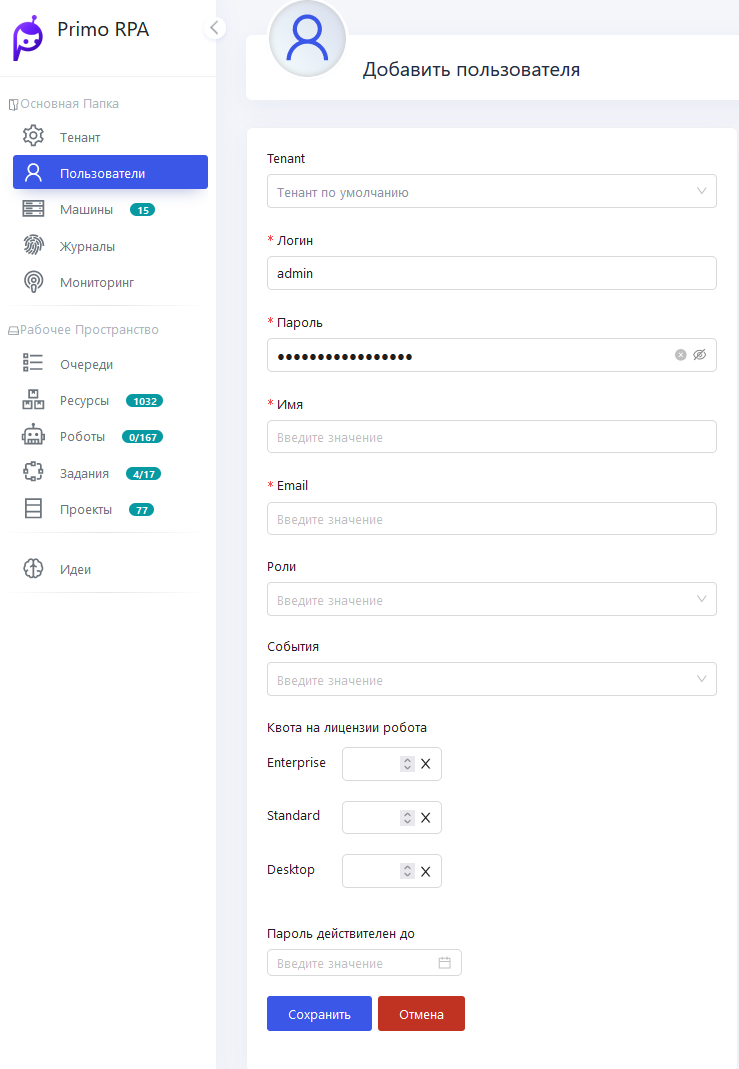 Primo RPA
Основная Папка
Тенант
Пользователи
Машины 15
Журналы
Мониторинг
Рабочее Пространство
Очереди
Ресурсы 1032
Роботы 0/167
Задания 4/17
Проекты 77
Идеи
Добавить пользователя
Tenant
Тенант по умолчанию
* Логин
admin
* Пароль
•••••••••••••••••
* Имя
Введите значение
* Email
Введите значение
Роли
Введите значение
События
Введите значение
Квота на лицензии робота
Enterprise X
Standard X
Desktop X
Пароль действителен до
Введите значение
Сохранить Отмена